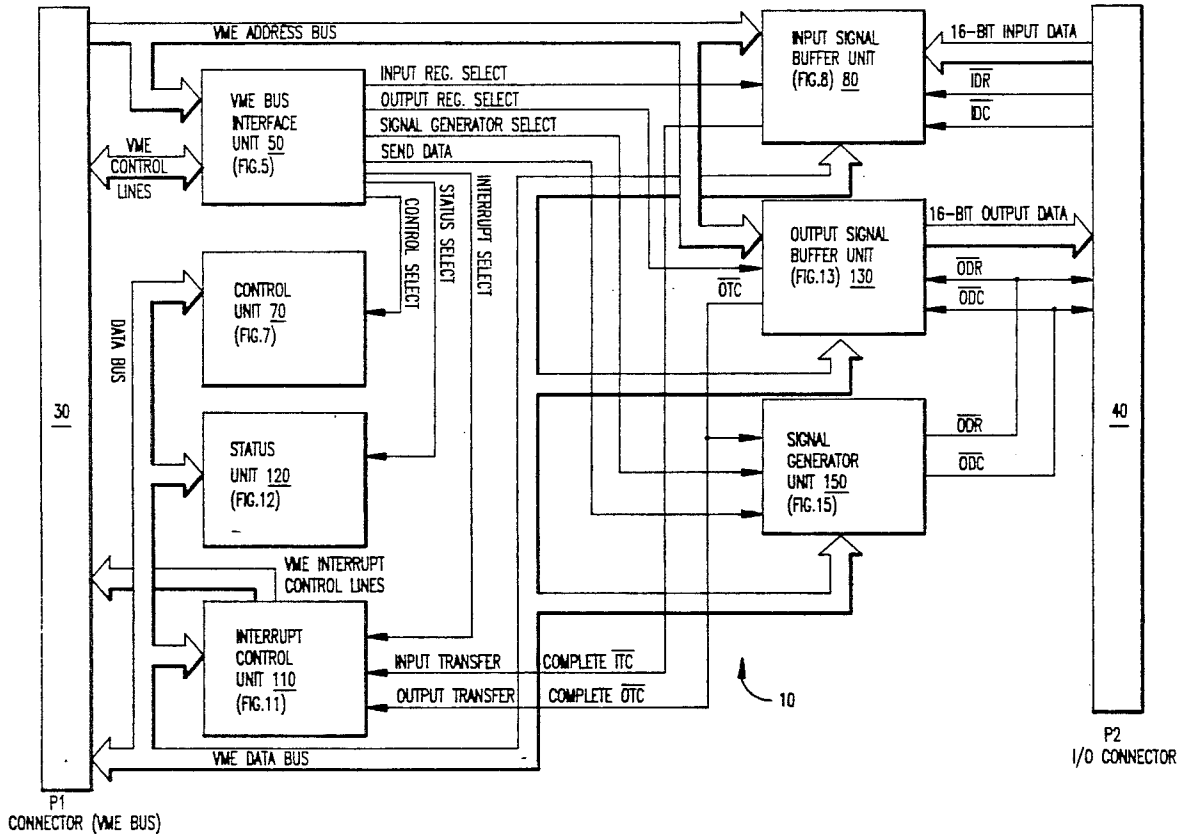 VME ADDRESS BUS
INPUT SIGNAL
BUFFER UNIT
(FIG.8) 80
16-BIT INPUT DATA
IDR
IDC
VME BUS
INTERFACE
UNIT 50
(FIG.5)
INPUT REG. SELECT
OUTPUT REG. SELECT
SIGNAL GENERATOR SELECT
SEND DATA
VME
CONTROL
LINES
CONTROL SELECT
STATUS SELECT
INTERRUPT SELECT
OUTPUT SIGNAL
BUFFER UNIT
(FIG.13) 130
16-BIT OUTPUT DATA
ODR
ODC
OTC
CONTROL
UNIT 70
(FIG.7)
DATA BUS
30
40
STATUS
UNIT 120
(FIG.12)
SIGNAL
GENERATOR
UNIT 150
(FIG.15)
ODR
ODC
VME INTERRUPT
CONTROL LINES
INTERRUPT
CONTROL
UNIT 110
(FIG.11)
INPUT TRANSFER COMPLETE ITC
OUTPUT TRANSFER COMPLETE OTC
10
VME DATA BUS
P2
I/O CONNECTOR
P1
CONNECTOR (VME BUS)